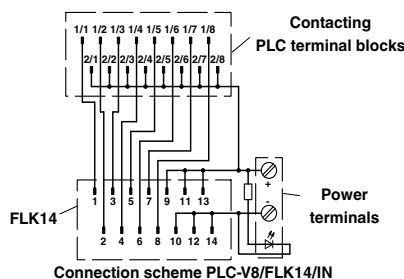 Contacting
PLC terminal blocks
1/1 1/2 1/3 1/4 1/5 1/6 1/7 1/8
2/1 2/2 2/3 2/4 2/5 2/6 2/7 2/8
+
-
Power
terminals
FLK14
1 3 5 7 9 11 13
2 4 6 8 10 12 14
Connection scheme PLC-V8/FLK14/IN